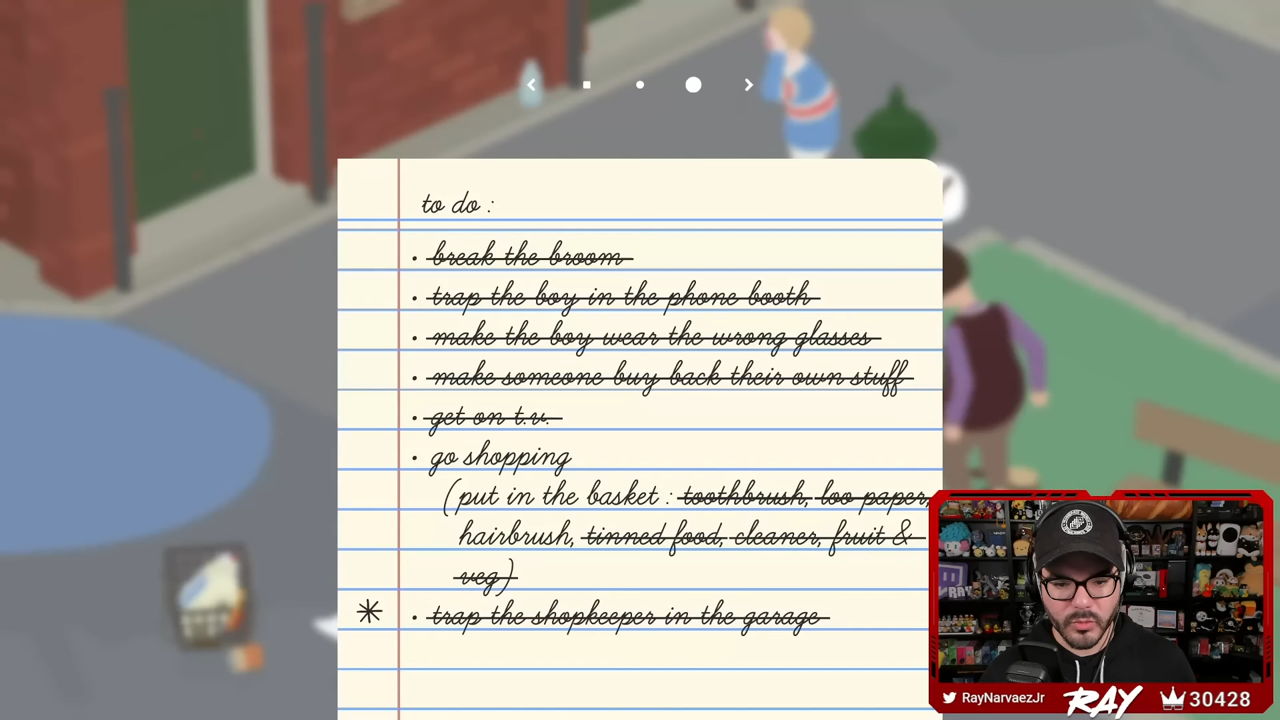 to do :
• break the broom
• trap the boy in the phone booth
• make the boy wear the wrong glasses
• make someone buy back their own stuff
• get on t.v.
• go shopping
(put in the basket : toothbrush, loo paper,
hairbrush, tinned food, cleaner, fruit &
veg)
* • trap the shopkeeper in the garage
RayNarvaezJr RAY 30428